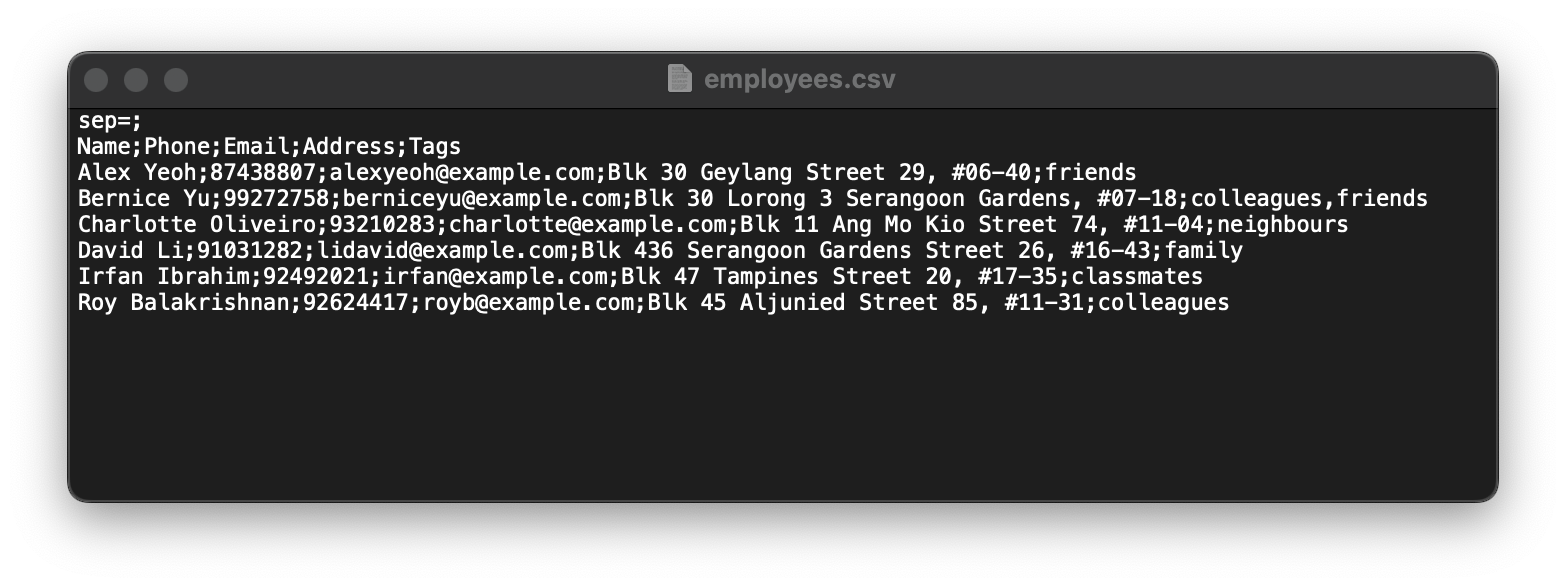 employees.csv
sep=;
Name;Phone;Email;Address;Tags
Alex Yeoh;87438807;alexyeoh@example.com;Blk 30 Geylang Street 29, #06-40;friends
Bernice Yu;99272758;berniceyu@example.com;Blk 30 Lorong 3 Serangoon Gardens, #07-18;colleagues,friends
Charlotte Oliveiro;93210283;charlotte@example.com;Blk 11 Ang Mo Kio Street 74, #11-04;neighbours
David Li;91031282;lidavid@example.com;Blk 436 Serangoon Gardens Street 26, #16-43;family
Irfan Ibrahim;92492021;irfan@example.com;Blk 47 Tampines Street 20, #17-35;classmates
Roy Balakrishnan;92624417;royb@example.com;Blk 45 Aljunied Street 85, #11-31;colleagues